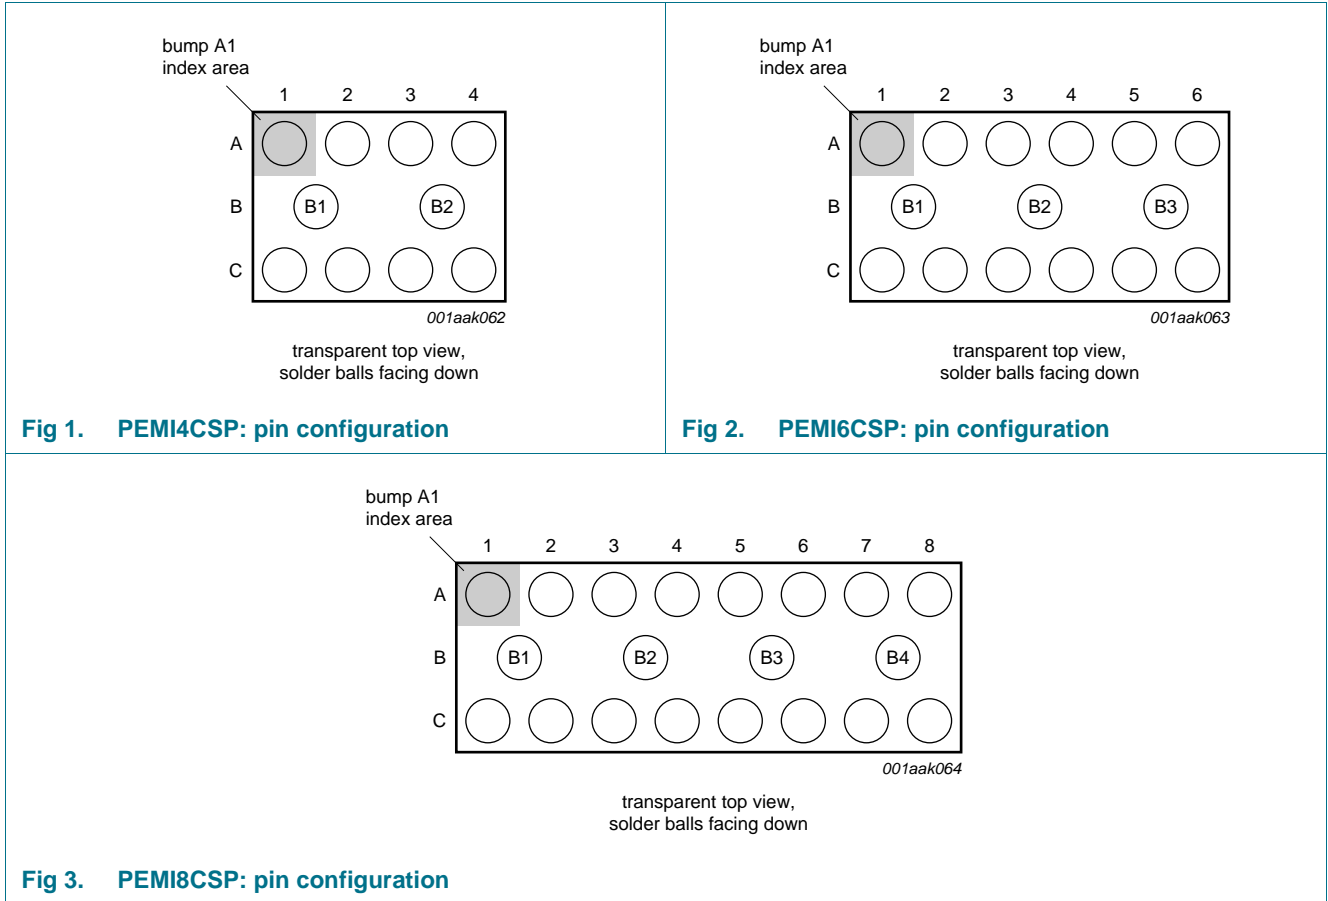 bump A1
index area
1 2 3 4
A
B B1 B2
C
001aak062
transparent top view,
solder balls facing down
Fig 1. PEMI4CSP: pin configuration
bump A1
index area
1 2 3 4 5 6
A
B B1 B2 B3
C
001aak063
transparent top view,
solder balls facing down
Fig 2. PEMI6CSP: pin configuration
bump A1
index area
1 2 3 4 5 6 7 8
A
B B1 B2 B3 B4
C
001aak064
transparent top view,
solder balls facing down
Fig 3. PEMI8CSP: pin configuration